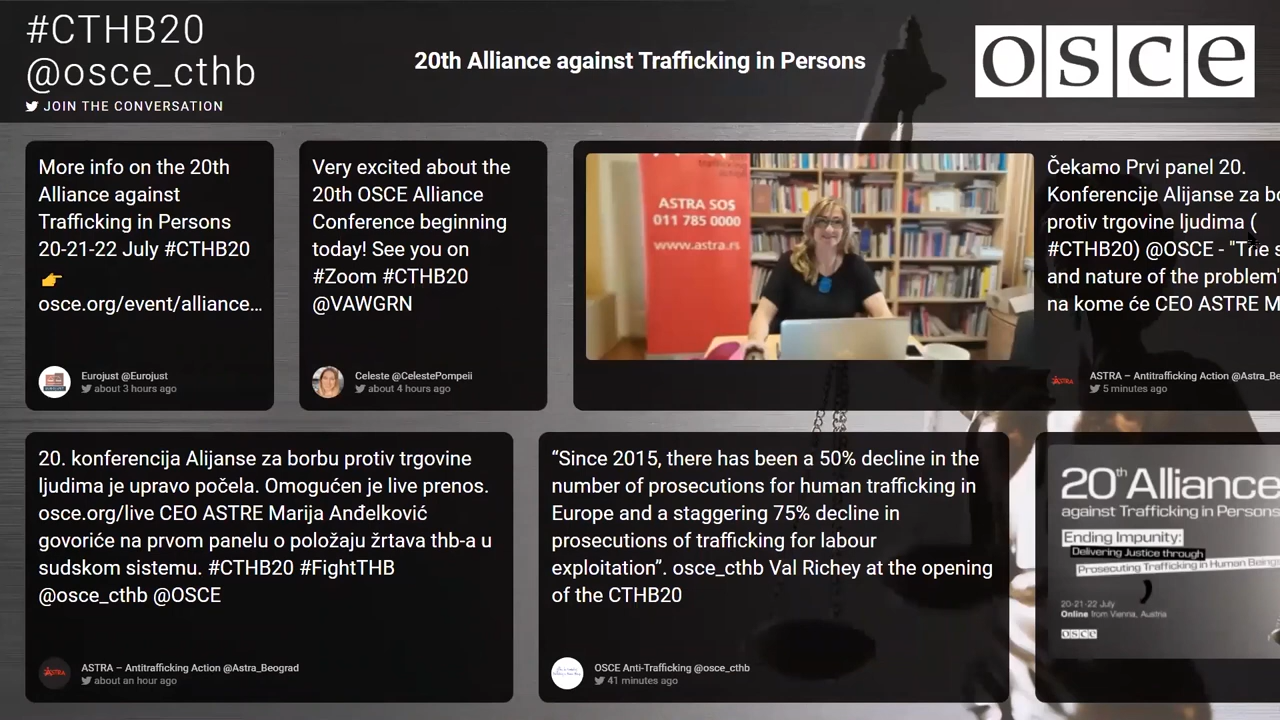 #CTHB20
@osce_cthb
JOIN THE CONVERSATION
20th Alliance against Trafficking in Persons
osce
More info on the 20th
Alliance against
Trafficking in Persons
20-21-22 July #CTHB20
👉
osce.org/event/alliance…
Eurojust @Eurojust
about 3 hours ago
Very excited about the
20th OSCE Alliance
Conference beginning
today! See you on
#Zoom #CTHB20
@VAWGRN
Celeste @CelestePompeii
about 4 hours ago
ASTRA SOS
011 785 0000
www.astra.rs
Čekamo Prvi panel 20.
Konferencije Alijanse za bo
protiv trgovine ljudima (
#CTHB20) @OSCE - "The s
and nature of the problem"
na kome će CEO ASTRE M
ASTRA – Antitrafficking Action @Astra_Be
5 minutes ago
20. konferencija Alijanse za borbu protiv trgovine
ljudima je upravo počela. Omogućen je live prenos.
osce.org/live CEO ASTRE Marija Anđelković
govoriće na prvom panelu o položaju žrtava thb-a u
sudskom sistemu. #CTHB20 #FightTHB
@osce_cthb @OSCE
ASTRA – Antitrafficking Action @Astra_Beograd
about an hour ago
“Since 2015, there has been a 50% decline in the
number of prosecutions for human trafficking in
Europe and a staggering 75% decline in
prosecutions of trafficking for labour
exploitation”. osce_cthb Val Richey at the opening
of the CTHB20
OSCE Anti-Trafficking @osce_cthb
41 minutes ago
20th Alliance
against Trafficking in Persons
Ending Impunity:
Delivering Justice through
Prosecuting Trafficking in Human Beings
20-21-22 July
Online from Vienna, Austria
osce